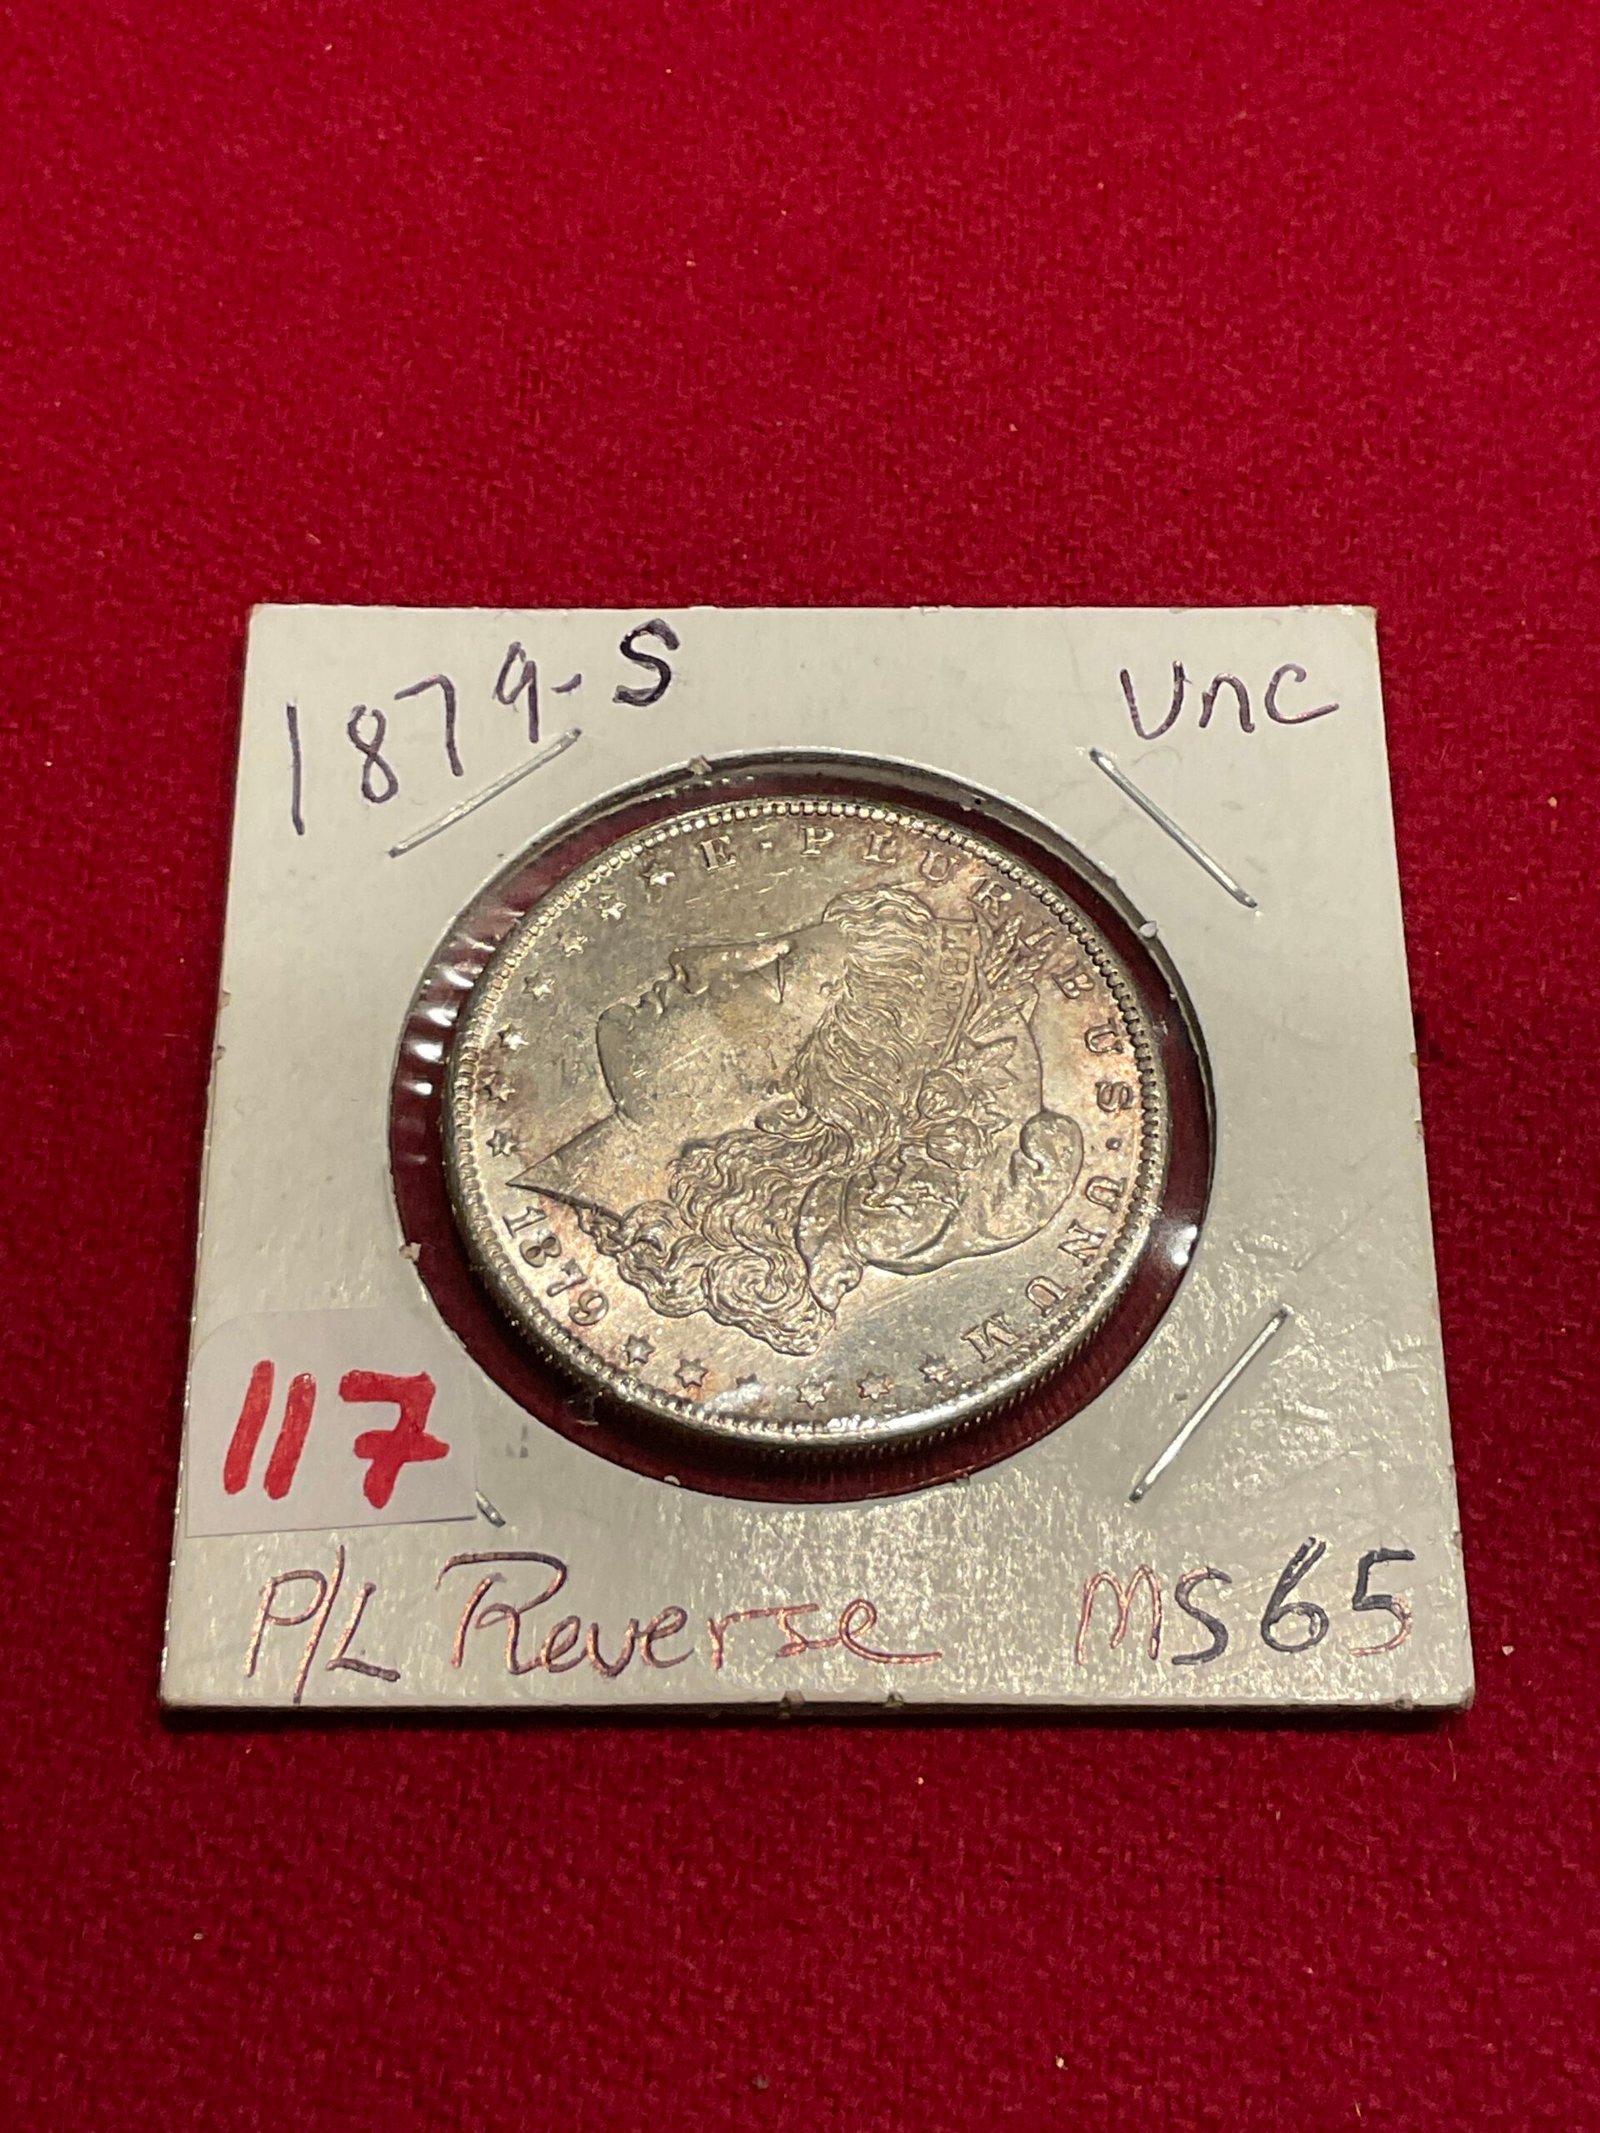 1879-S
Unc
E · PLURIBUS · UNUM
LIBERTY
1879
117
P/L Reverse
MS65